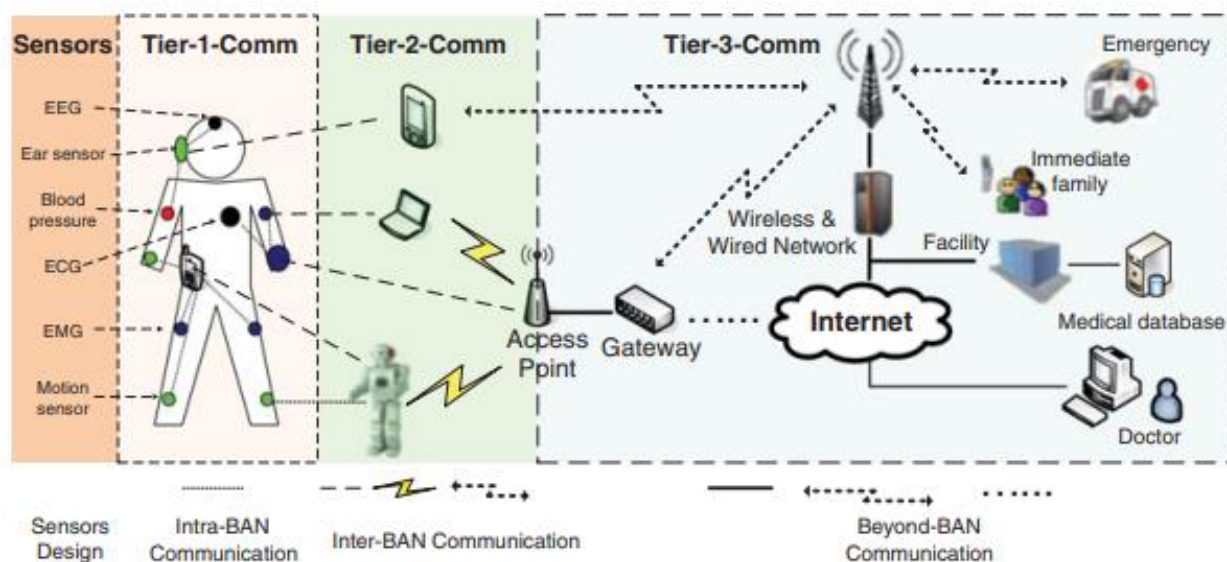 Sensors
Tier-1-Comm
Tier-2-Comm
Tier-3-Comm
Emergency
EEG
Ear sensor
Blood
pressure
ECG
EMG
Motion
sensor
Immediate
family
Wireless &
Wired Network
Facility
Internet
Access
Ppint
Gateway
Medical database
Doctor
Sensors
Design
Intra-BAN
Communication
Inter-BAN Communication
Beyond-BAN
Communication